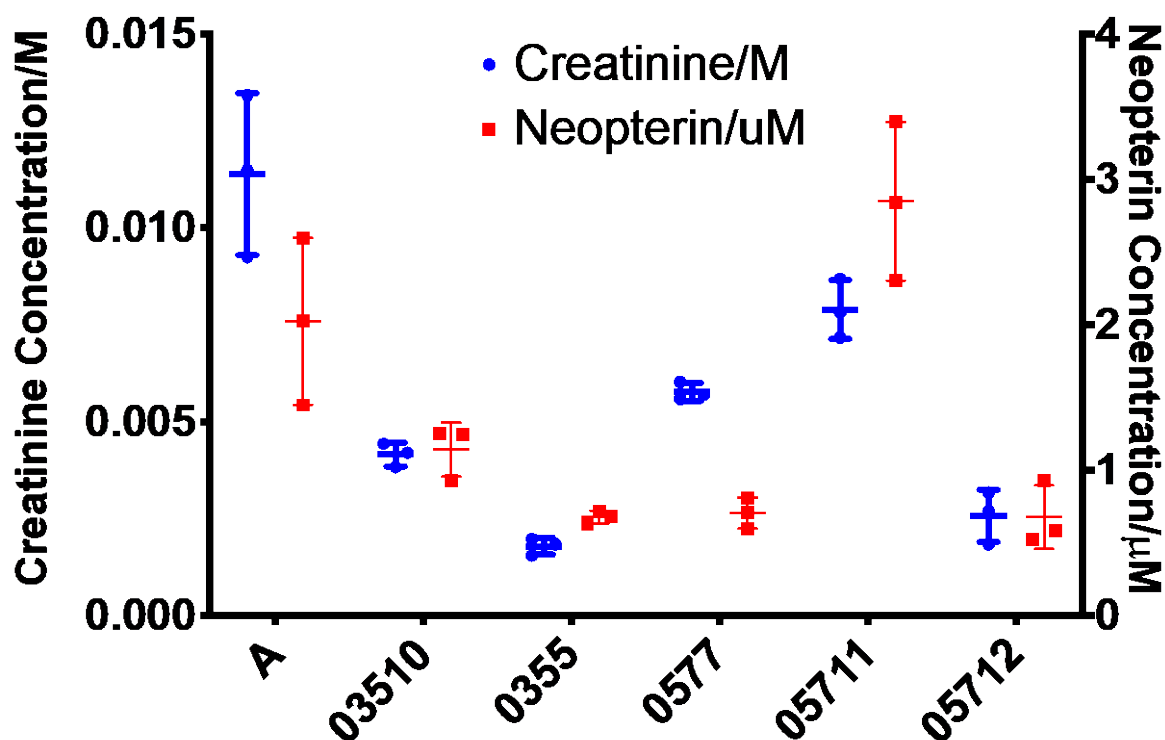 Creatinine Concentration/M
0.015
0.010
0.005
0.000
Creatinine/M
Neopterin/uM
4
3
2
1
0
Neopterin Concentration/μM
A
03510
0355
0577
05711
05712